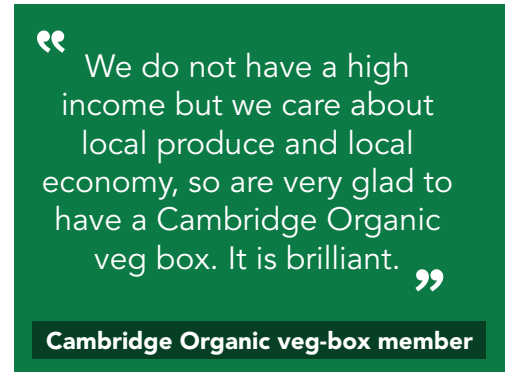 “
We do not have a high
income but we care about
local produce and local
economy, so are very glad to
have a Cambridge Organic
veg box. It is brilliant.
”
Cambridge Organic veg-box member